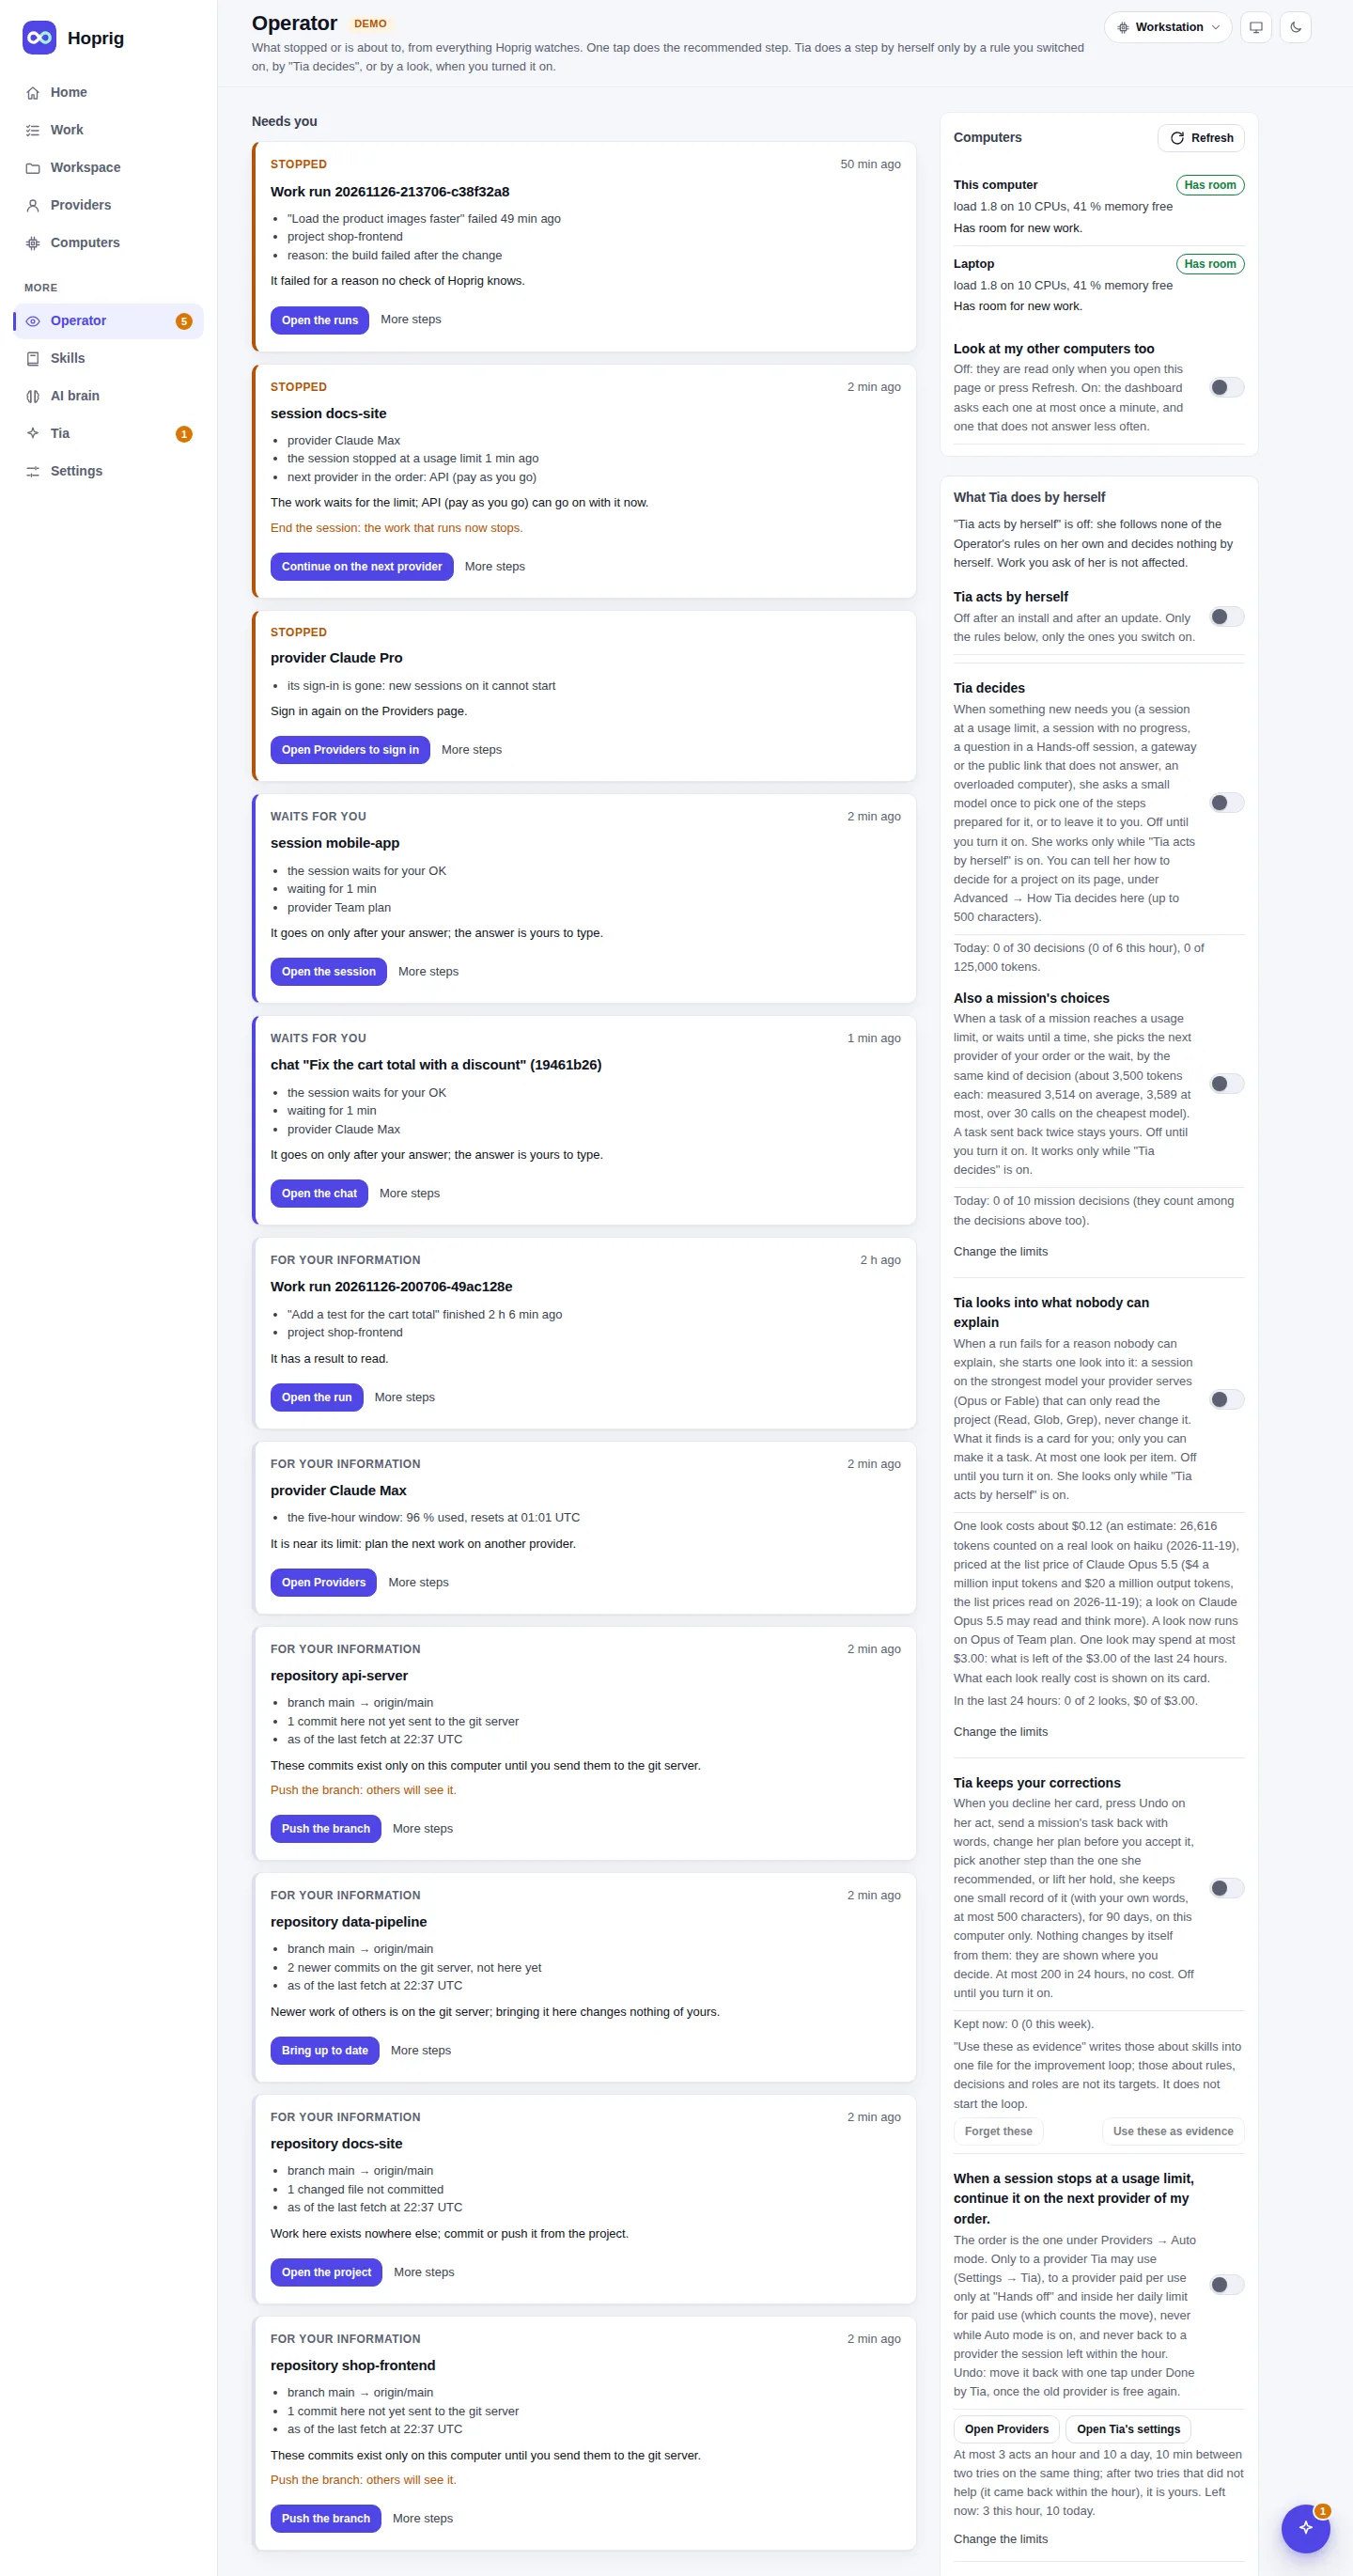 Hoprig
Home
Work
Workspace
Providers
Computers
MORE
Operator 5
Skills
AI brain
Tia 1
Settings
Operator DEMO
What stopped or is about to, from everything Hoprig watches. One tap does the recommended step. Tia does a step by herself only by a rule you switched
on, by "Tia decides", or by a look, when you turned it on.
Workstation
Needs you
STOPPED 50 min ago
Work run 20261126-213706-c38f32a8
• "Load the product images faster" failed 49 min ago
• project shop-frontend
• reason: the build failed after the change
It failed for a reason no check of Hoprig knows.
Open the runs More steps
STOPPED 2 min ago
session docs-site
• provider Claude Max
• the session stopped at a usage limit 1 min ago
• next provider in the order: API (pay as you go)
The work waits for the limit; API (pay as you go) can go on with it now.
End the session: the work that runs now stops.
Continue on the next provider More steps
STOPPED
provider Claude Pro
• its sign-in is gone: new sessions on it cannot start
Sign in again on the Providers page.
Open Providers to sign in More steps
WAITS FOR YOU 2 min ago
session mobile-app
• the session waits for your OK
• waiting for 1 min
• provider Team plan
It goes on only after your answer; the answer is yours to type.
Open the session More steps
WAITS FOR YOU 1 min ago
chat "Fix the cart total with a discount" (19461b26)
• the session waits for your OK
• waiting for 1 min
• provider Claude Max
It goes on only after your answer; the answer is yours to type.
Open the chat More steps
FOR YOUR INFORMATION 2 h ago
Work run 20261126-200706-49ac128e
• "Add a test for the cart total" finished 2 h 6 min ago
• project shop-frontend
It has a result to read.
Open the run More steps
FOR YOUR INFORMATION 2 min ago
provider Claude Max
• the five-hour window: 96 % used, resets at 01:01 UTC
It is near its limit: plan the next work on another provider.
Open Providers More steps
FOR YOUR INFORMATION 2 min ago
repository api-server
• branch main → origin/main
• 1 commit here not yet sent to the git server
• as of the last fetch at 22:37 UTC
These commits exist only on this computer until you send them to the git server.
Push the branch: others will see it.
Push the branch More steps
FOR YOUR INFORMATION 2 min ago
repository data-pipeline
• branch main → origin/main
• 2 newer commits on the git server, not here yet
• as of the last fetch at 22:37 UTC
Newer work of others is on the git server; bringing it here changes nothing of yours.
Bring up to date More steps
FOR YOUR INFORMATION 2 min ago
repository docs-site
• branch main → origin/main
• 1 changed file not committed
• as of the last fetch at 22:37 UTC
Work here exists nowhere else; commit or push it from the project.
Open the project More steps
FOR YOUR INFORMATION 2 min ago
repository shop-frontend
• branch main → origin/main
• 1 commit here not yet sent to the git server
• as of the last fetch at 22:37 UTC
These commits exist only on this computer until you send them to the git server.
Push the branch: others will see it.
Push the branch More steps
Computers Refresh
This computer Has room
load 1.8 on 10 CPUs, 41 % memory free
Has room for new work.
Laptop Has room
load 1.8 on 10 CPUs, 41 % memory free
Has room for new work.
Look at my other computers too
Off: they are read only when you open this
page or press Refresh. On: the dashboard
asks each one at most once a minute, and
one that does not answer less often.
What Tia does herself
"Tia acts by herself" is off: she follows none of the
Operator's rules on her own and decides nothing by
herself. Work you ask of her is not affected.
Tia acts by herself
Off after an install and after an update. Only
the rules below, only the ones you switch on.
Tia decides
When something new needs you (a session
at a usage limit, a session with no progress,
a question in a Hands-off session, a gateway
or the public link that does not answer, an
overloaded computer), she asks a small
model once to pick one of the steps
prepared for it, or to leave it to you. Off until
you turn it on. She works only while "Tia acts
by herself" is on. You can tell her how to
decide for a project on its page, under
Advanced → How Tia decides here (up to
500 characters).
Today: 0 of 30 decisions (0 of 6 this hour), 0 of
125,000 tokens.
Also a mission's choices
When a task of a mission reaches a usage
limit, or waits until a time, she picks the next
provider of your order or the wait, by the
same kind of decision (about 3,500 tokens
each: measured 3,514 on average, 3,589 at
most, over 30 calls on the cheapest model).
A task sent back twice stays yours. Off until
you turn it on. It works only while "Tia
decides" is on.
Today: 0 of 10 mission decisions (they count among
the decisions above too).
Change the limits
Tia looks into what nobody can
explain
When a run fails for a reason nobody can
explain, she starts one look into it: a session
on the strongest model your provider serves
(Opus or Fable) that can only read the
project (Read, Glob, Grep), never change it.
What it finds is a card for you; only you can
make it a task. At most one look per item. Off
until you turn it on. She looks only while "Tia
acts by herself" is on.
One look costs about $0.12 (an estimate: 26,616
tokens counted on a real look on haiku (2026-11-19),
priced at the list price of Claude Opus 5.5 ($4 a
million input tokens and $20 a million output tokens,
the list prices read on 2026-11-19); a look on Claude
Opus 5.5 may read and think more). A look now runs
on Opus of Team plan. One look may spend at most
$3.00: what is left of the $3.00 of the last 24 hours.
What each look really cost is shown on its card.
In the last 24 hours: 0 of 2 looks, $0 of $3.00.
Change the limits
Tia keeps your corrections
When you decline her card, press Undo on
her act, send a mission's task back with
words, change her plan before you accept it,
pick another step than the one she
recommended, or lift her hold, she keeps
one small record of it (with your own words,
at most 500 characters), for 90 days, on this
computer only. Nothing changes by itself
from them: they are shown where you
decide. At most 200 in 24 hours, no cost. Off
until you turn it on.
Kept now: 0 (0 this week).
"Use these as evidence" writes those about skills into
one file for the improvement loop; those about rules,
decisions and roles are not its targets. It does not
start the loop.
Forget these Use these as evidence
When a session stops at a usage limit,
continue it on the next provider of my
order.
The order is the one under Providers → Auto
mode. Only to a provider Tia may use
(Settings → Tia), to a provider paid per use
only at "Hands off" and inside her daily limit
for paid use (which counts the move), never
while Auto mode is on, and never back to a
provider the session left within the hour.
Undo: move it back with one tap under Done
by Tia, once the old provider is free again.
Open Providers Open Tia's settings
At most 3 acts an hour and 10 a day, 10 min between
two tries on the same thing; after two tries that did not
help (it came back within the hour), it is yours. Left
now: 3 this hour, 10 today.
Change the limits
1